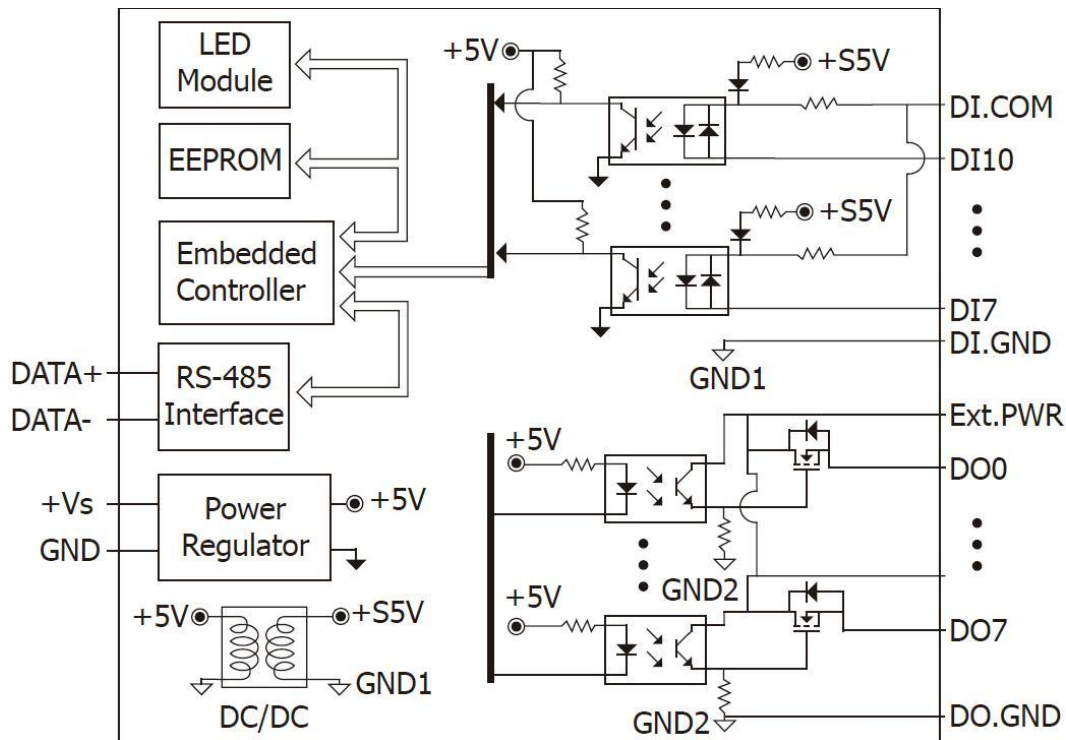 LED
Module
EEPROM
Embedded
Controller
RS-485
Interface
DATA+
DATA-
+Vs
GND
Power
Regulator
+5V
+5V
+S5V
GND1
DC/DC
+5V
+S5V
DI.COM
DI10
+S5V
DI7
DI.GND
GND1
Ext.PWR
+5V
DO0
GND2
+5V
DO7
GND2
DO.GND